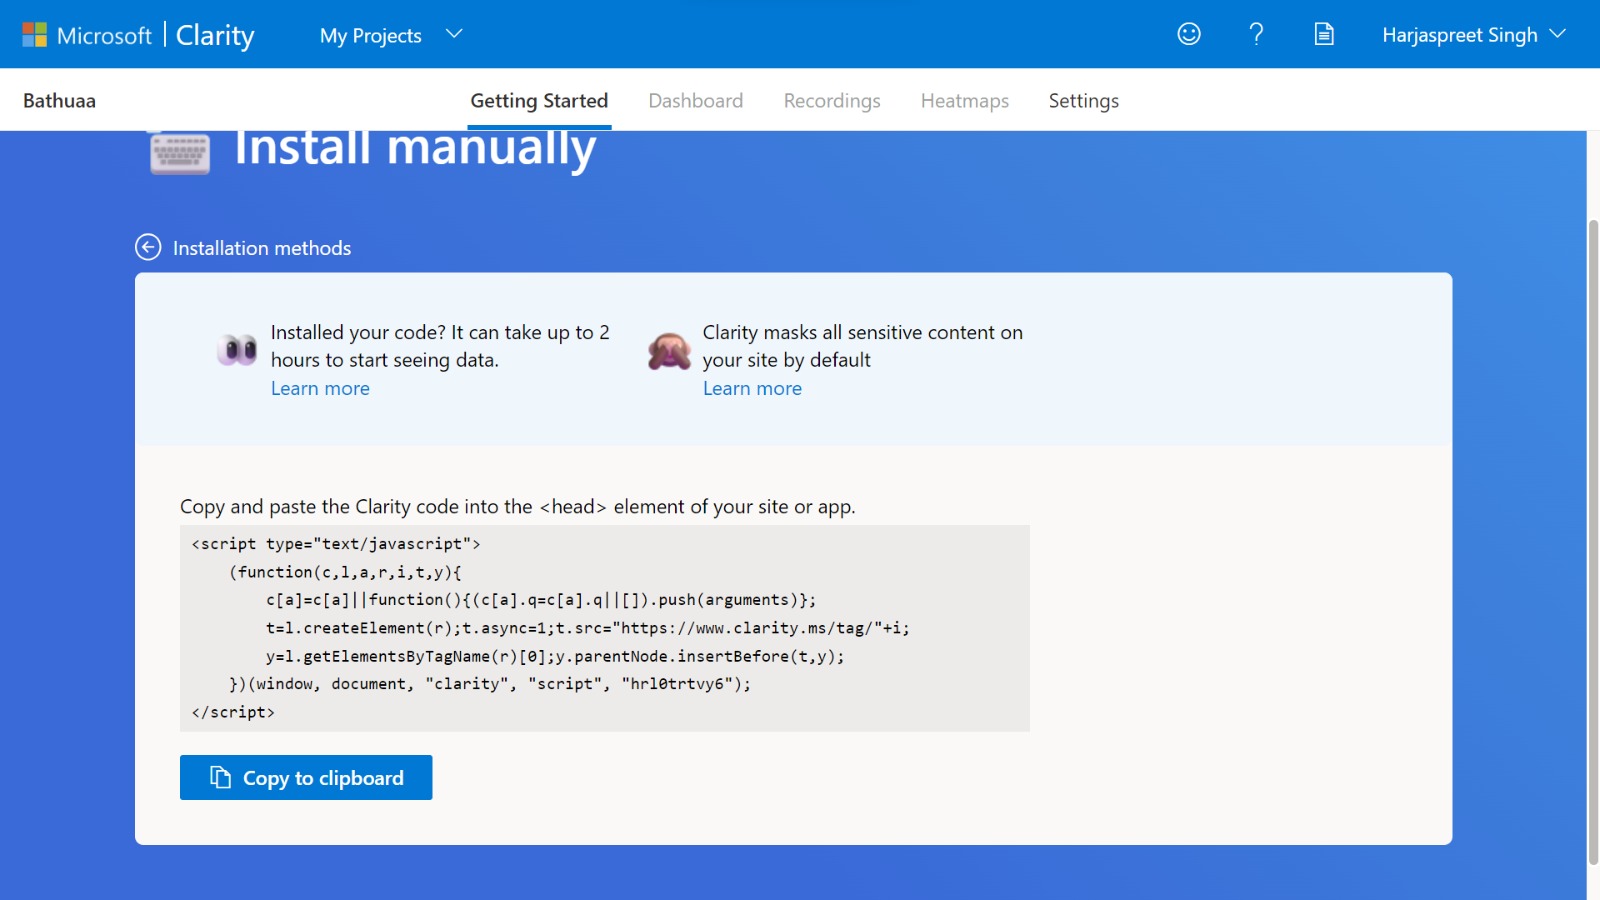 Microsoft | Clarity My Projects Harjaspreet Singh
Bathuaa Getting Started Dashboard Recordings Heatmaps Settings
Install manually
Installation methods
Installed your code? It can take up to 2
hours to start seeing data.
Learn more
Clarity masks all sensitive content on
your site by default
Learn more
Copy and paste the Clarity code into the <head> element of your site or app.
<script type="text/javascript">
    (function(c,l,a,r,i,t,y){
        c[a]=c[a]||function(){(c[a].q=c[a].q||[]).push(arguments)};
        t=l.createElement(r);t.async=1;t.src="https://www.clarity.ms/tag/"+i;
        y=l.getElementsByTagName(r)[0];y.parentNode.insertBefore(t,y);
    })(window, document, "clarity", "script", "hrl0trtvy6");
</script>
Copy to clipboard